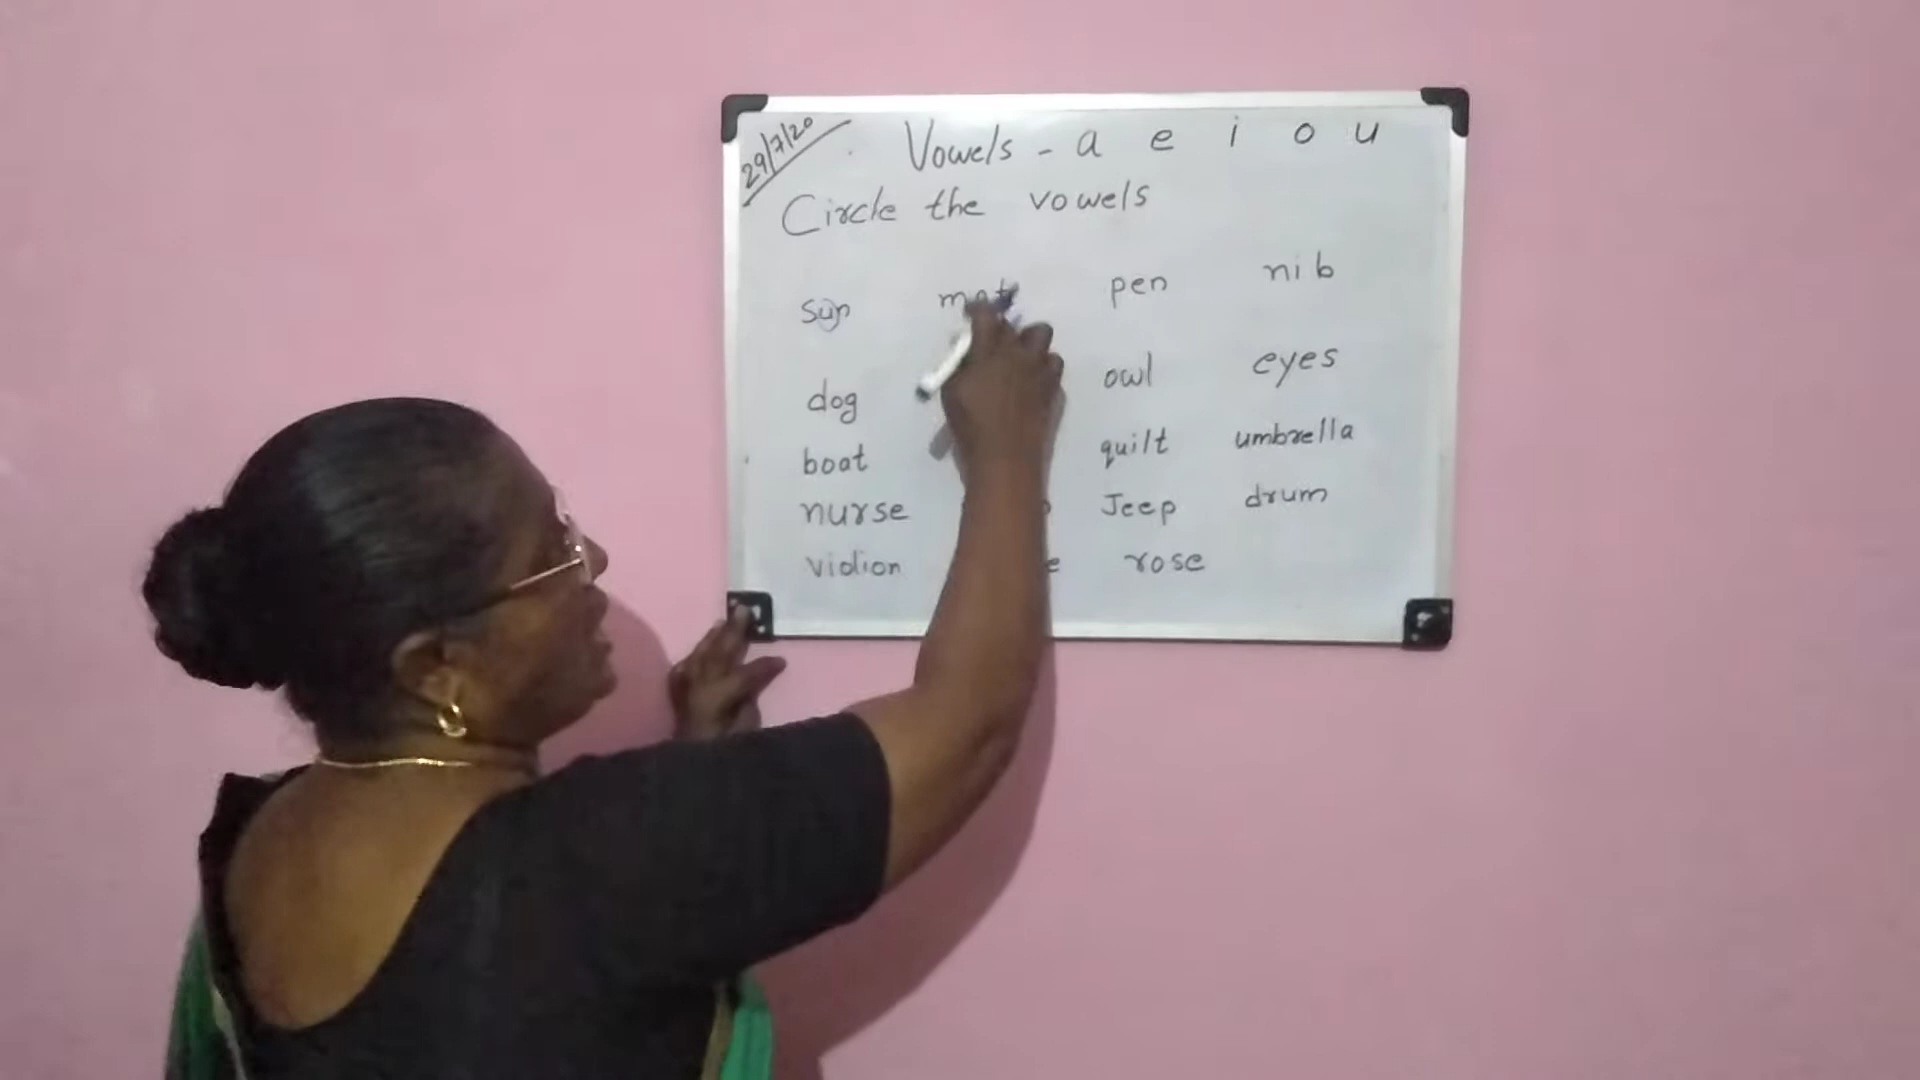 29/7/20
Vowels - a e i o u
Circle the vowels
sun mat pen nib
dog owl eyes
boat quilt umbrella
nurse Jeep drum
violion rose